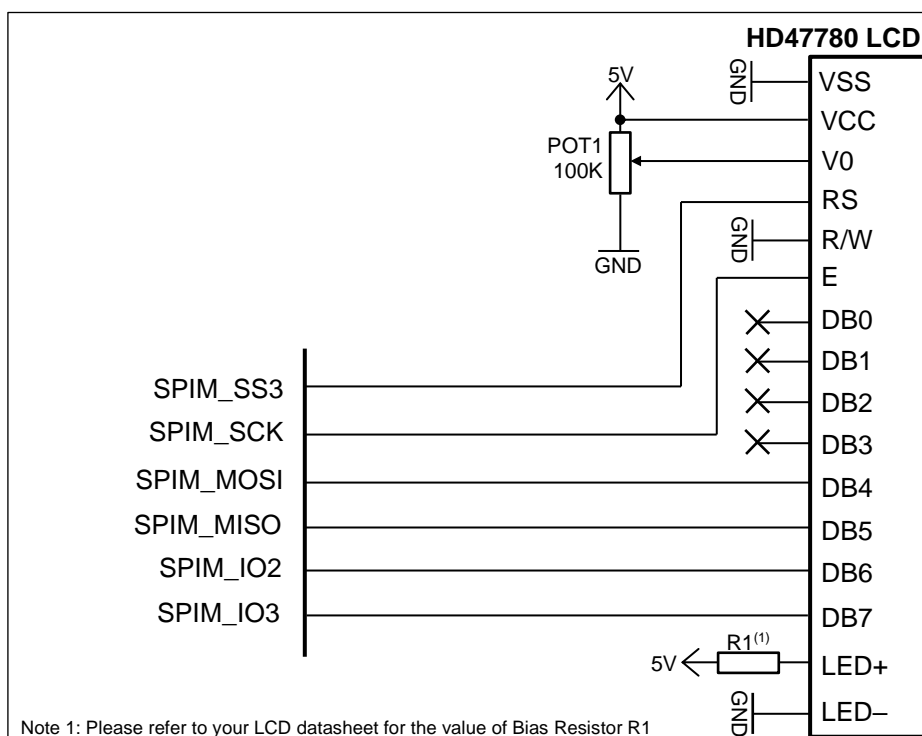 HD47780 LCD
5V
GND
VSS
VCC
POT1
100K
V0
RS
GND
R/W
GND
E
DB0
DB1
DB2
DB3
SPIM_SS3
SPIM_SCK
SPIM_MOSI
DB4
SPIM_MISO
DB5
SPIM_IO2
DB6
SPIM_IO3
DB7
R1(1)
5V
LED+
GND
LED–
Note 1: Please refer to your LCD datasheet for the value of Bias Resistor R1